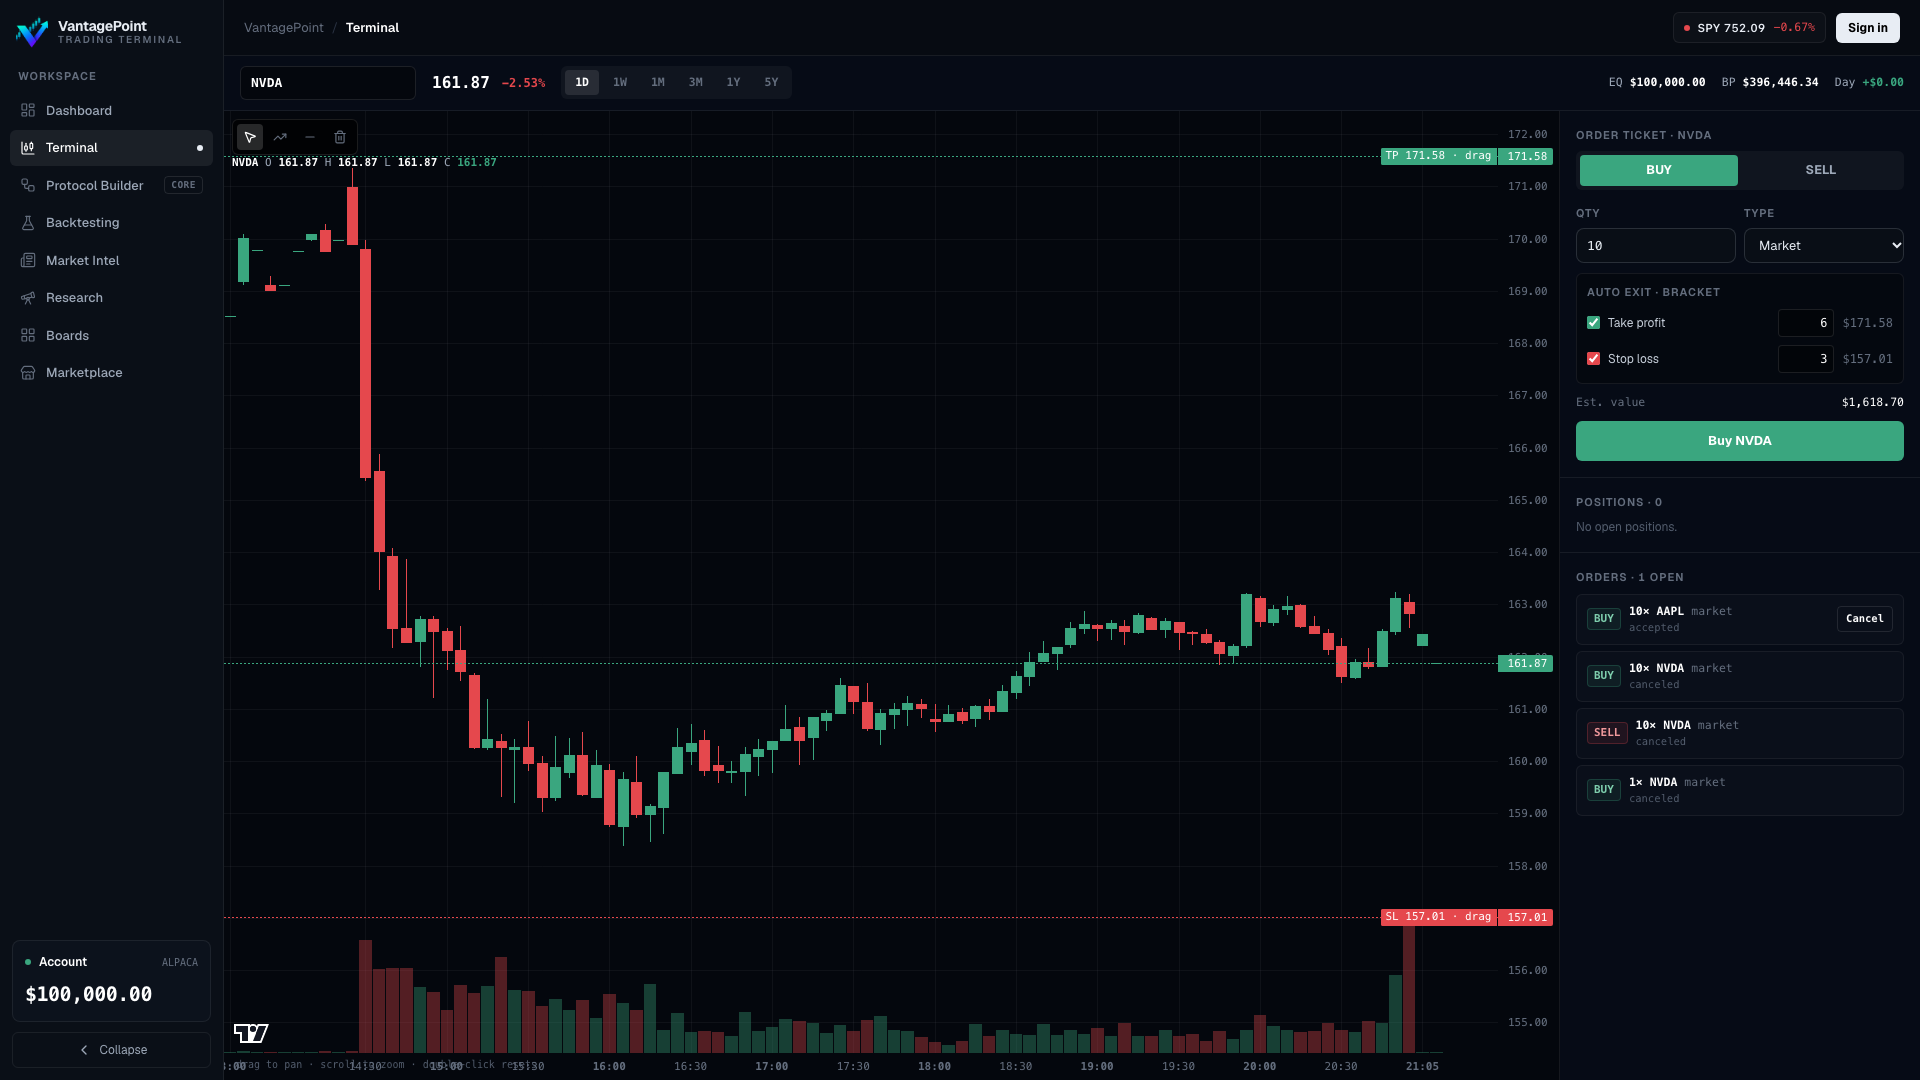 VantagePoint
TRADING TERMINAL
WORKSPACE
Dashboard
Terminal
Protocol Builder CORE
Backtesting
Market Intel
Research
Boards
Marketplace
Account ALPACA
$100,000.00
Collapse
VantagePoint / Terminal
SPY 752.09 −0.67%
Sign in
NVDA
161.87 −2.53%
1D 1W 1M 3M 1Y 5Y
EQ $100,000.00 BP $396,446.34 Day +$0.00
NVDA O 161.87 H 161.87 L 161.87 C 161.87
172.00
TP 171.58 · drag 171.58
171.00
170.00
169.00
168.00
167.00
166.00
165.00
164.00
163.00
161.87
161.00
160.00
159.00
158.00
SL 157.01 · drag 157.01
156.00
155.00
drag to pan · scroll to zoom · double-click reset
14:30 15:00 15:30 16:00 16:30 17:00 17:30 18:00 18:30 19:00 19:30 20:00 20:30 21:05
ORDER TICKET · NVDA
BUY SELL
QTY TYPE
10 Market
AUTO EXIT · BRACKET
Take profit 6 $171.58
Stop loss 3 $157.01
Est. value $1,618.70
Buy NVDA
POSITIONS · 0
No open positions.
ORDERS · 1 OPEN
BUY 10× AAPL market
accepted
Cancel
BUY 10× NVDA market
canceled
SELL 10× NVDA market
canceled
BUY 1× NVDA market
canceled